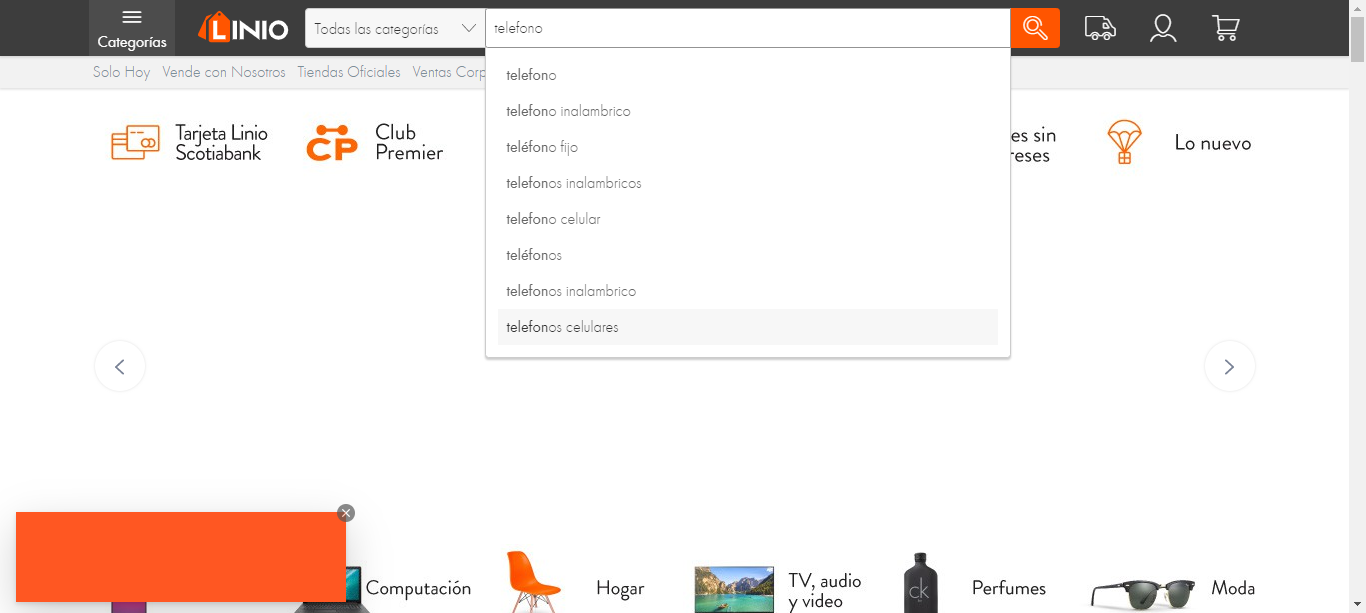 Categorías
LINIO
Todas las categorías
telefono
Solo Hoy
Vende con Nosotros
Tiendas Oficiales
Ventas Corp
telefono
telefono inalambrico
teléfono fijo
telefonos inalambricos
telefono celular
teléfonos
telefonos inalambrico
telefonos celulares
Tarjeta Linio
Scotiabank
CP
Club
Premier
es sin
reses
Lo nuevo
Computación
Hogar
TV, audio
y video
ck
Perfumes
Moda